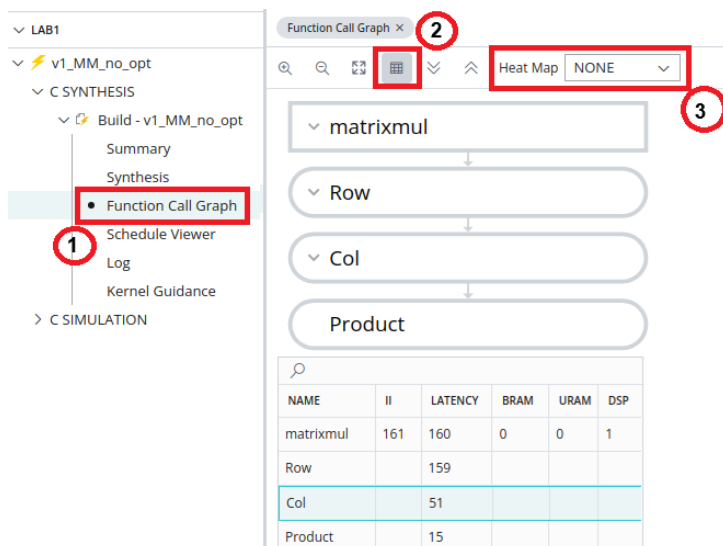 LAB1
v1_MM_no_opt
C SYNTHESIS
Build - v1_MM_no_opt
Summary
Synthesis
Function Call Graph
1
Schedule Viewer
Log
Kernel Guidance
C SIMULATION
Function Call Graph ×
2
Heat Map NONE
3
matrixmul
Row
Col
Product
NAME II LATENCY BRAM URAM DSP
matrixmul 161 160 0 0 1
Row 159
Col 51
Product 15